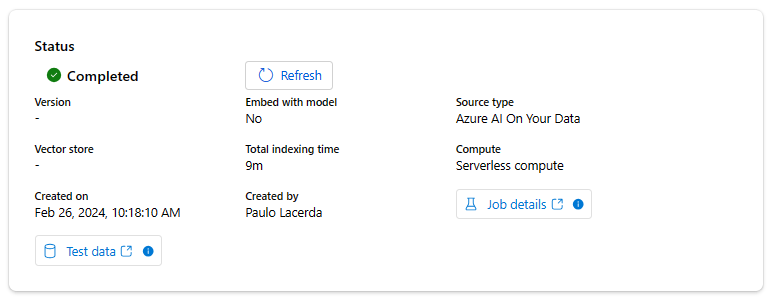 Status
Completed
Refresh
Version
Embed with model
Source type
-
No
Azure AI On Your Data
Vector store
Total indexing time
Compute
-
9m
Serverless compute
Created on
Created by
Feb 26, 2024, 10:18:10 AM
Paulo Lacerda
Job details
Test data